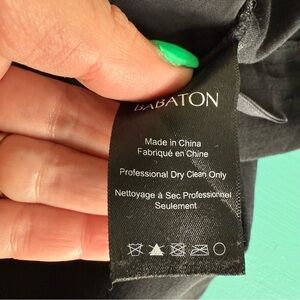 BABATON
Made in China
Fabriqué en Chine
Professional Dry Clean Only
Nettoyage à Sec Professionnel
Seulement